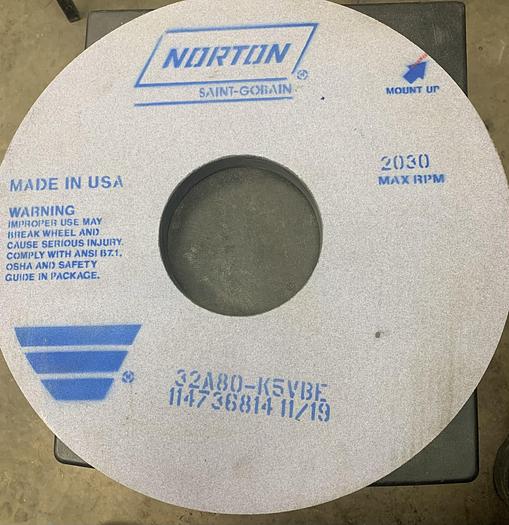 NORTON
®
SAINT-GOBAIN
MOUNT UP
2030
MAX RPM
MADE IN USA
WARNING
IMPROPER USE MAY
BREAK WHEEL AND
CAUSE SERIOUS INJURY.
COMPLY WITH ANSI B7.1,
OSHA AND SAFETY
GUIDE IN PACKAGE.
®
32A80-K5VBE
114736814 11/19